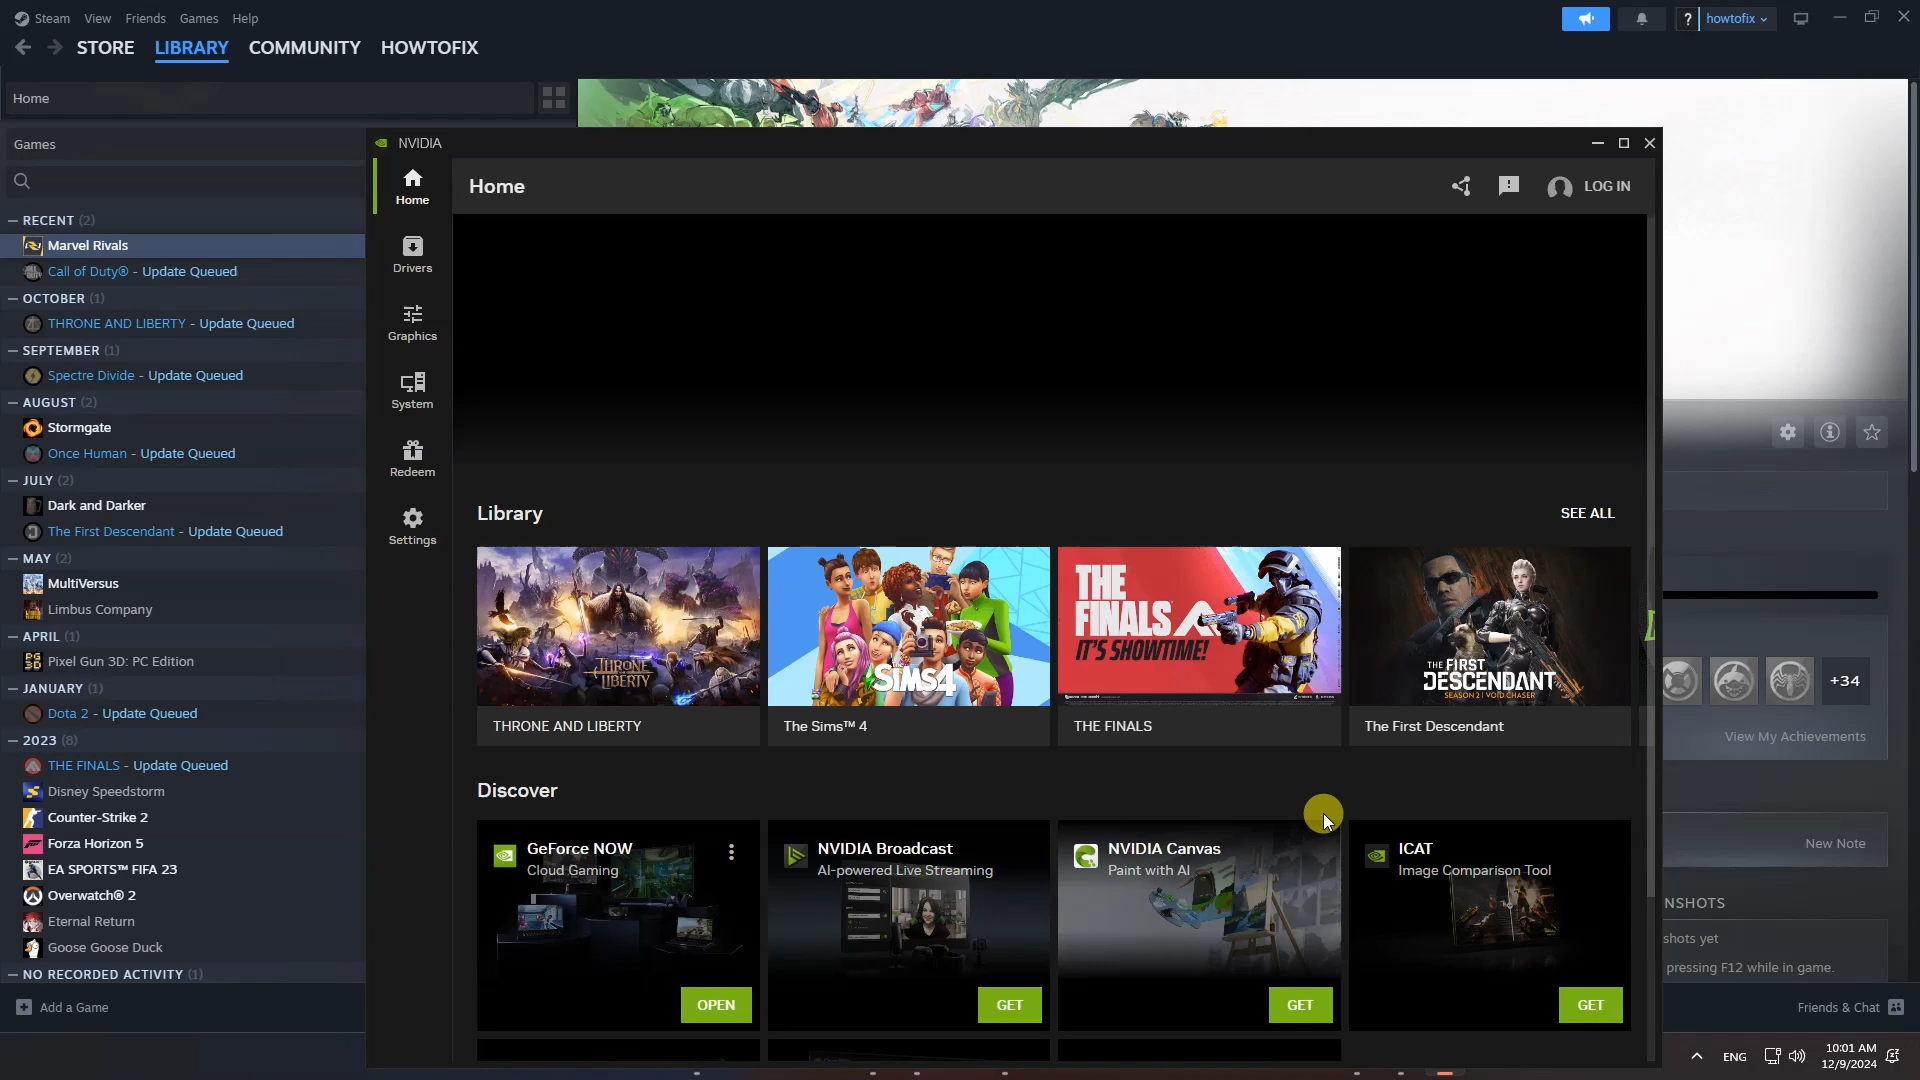 Steam View Friends Games Help
? howtofix
STORE LIBRARY COMMUNITY HOWTOFIX
Home
Games
NVIDIA
Home
LOG IN
Home
Drivers
Graphics
System
Redeem
Settings
— RECENT (2)
Marvel Rivals
Call of Duty® - Update Queued
— OCTOBER (1)
THRONE AND LIBERTY - Update Queued
— SEPTEMBER (1)
Spectre Divide - Update Queued
— AUGUST (2)
Stormgate
Once Human - Update Queued
— JULY (2)
Dark and Darker
The First Descendant - Update Queued
— MAY (2)
MultiVersus
Limbus Company
— APRIL (1)
Pixel Gun 3D: PC Edition
— JANUARY (1)
Dota 2 - Update Queued
— 2023 (8)
THE FINALS - Update Queued
Disney Speedstorm
Counter-Strike 2
Forza Horizon 5
EA SPORTS™ FIFA 23
Overwatch® 2
Eternal Return
Goose Goose Duck
— NO RECORDED ACTIVITY (1)
Add a Game
Library
SEE ALL
THRONE AND LIBERTY
THE SIMS 4
THE FINALS
IT'S SHOWTIME!
THE FIRST DESCENDANT
SEASON 2 | VOID CHASER
THRONE AND LIBERTY
The Sims™ 4
THE FINALS
The First Descendant
Discover
GeForce NOW
Cloud Gaming
OPEN
NVIDIA Broadcast
AI-powered Live Streaming
GET
NVIDIA Canvas
Paint with AI
GET
ICAT
Image Comparison Tool
GET
+34
View My Achievements
New Note
NSHOTS
shots yet
pressing F12 while in game.
Friends & Chat
ENG
10:01 AM
12/9/2024